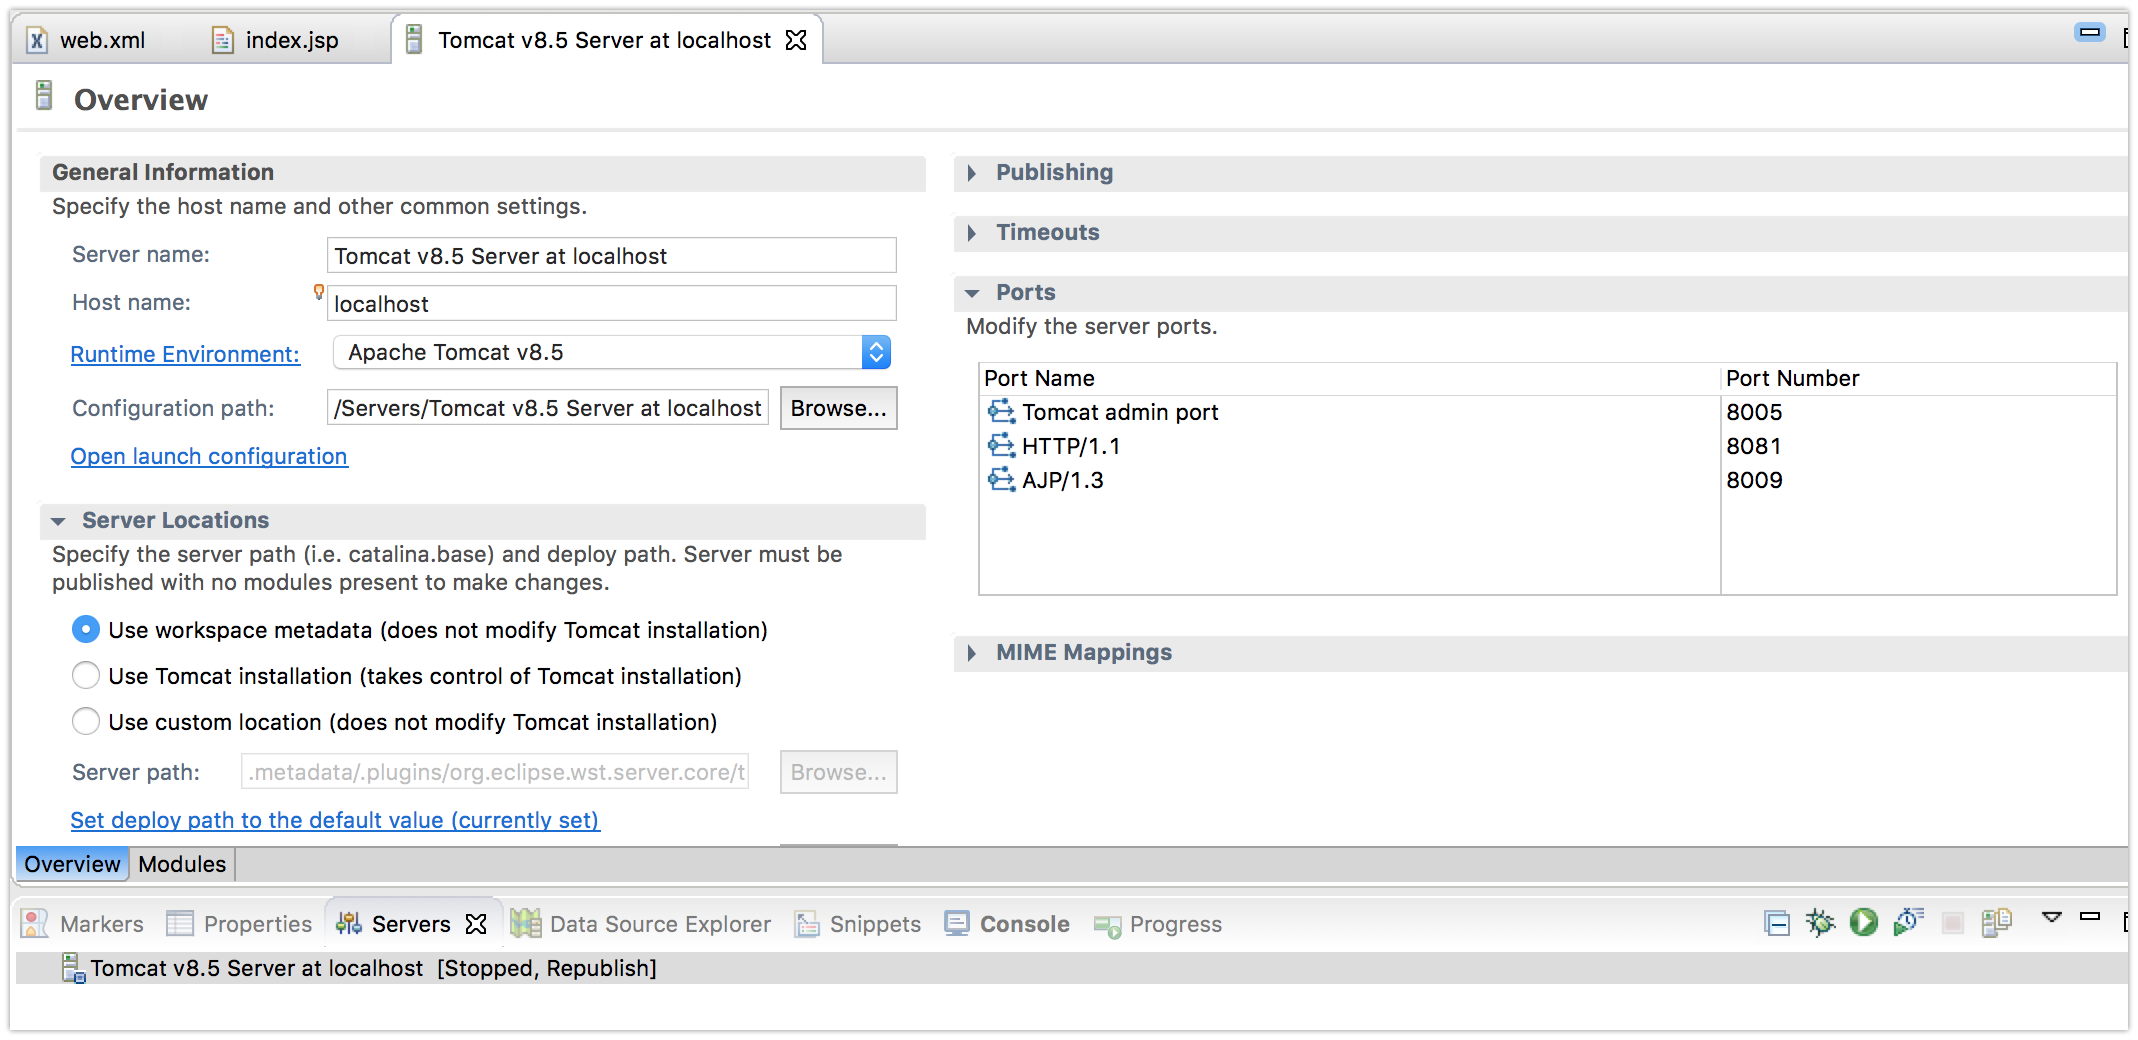 web.xml
index.jsp
Tomcat v8.5 Server at localhost
Overview
General Information
Specify the host name and other common settings.
Server name:
Tomcat v8.5 Server at localhost
Host name:
localhost
Runtime Environment:
Apache Tomcat v8.5
Configuration path:
/Servers/Tomcat v8.5 Server at localhost
Browse...
Open launch configuration
Server Locations
Specify the server path (i.e. catalina.base) and deploy path. Server must be
published with no modules present to make changes.
Use workspace metadata (does not modify Tomcat installation)
Use Tomcat installation (takes control of Tomcat installation)
Use custom location (does not modify Tomcat installation)
Server path:
.metadata/.plugins/org.eclipse.wst.server.core/t
Browse...
Set deploy path to the default value (currently set)
Publishing
Timeouts
Ports
Modify the server ports.
Port Name
Port Number
Tomcat admin port
8005
HTTP/1.1
8081
AJP/1.3
8009
MIME Mappings
Overview
Modules
Markers
Properties
Servers
Data Source Explorer
Snippets
Console
Progress
Tomcat v8.5 Server at localhost [Stopped, Republish]